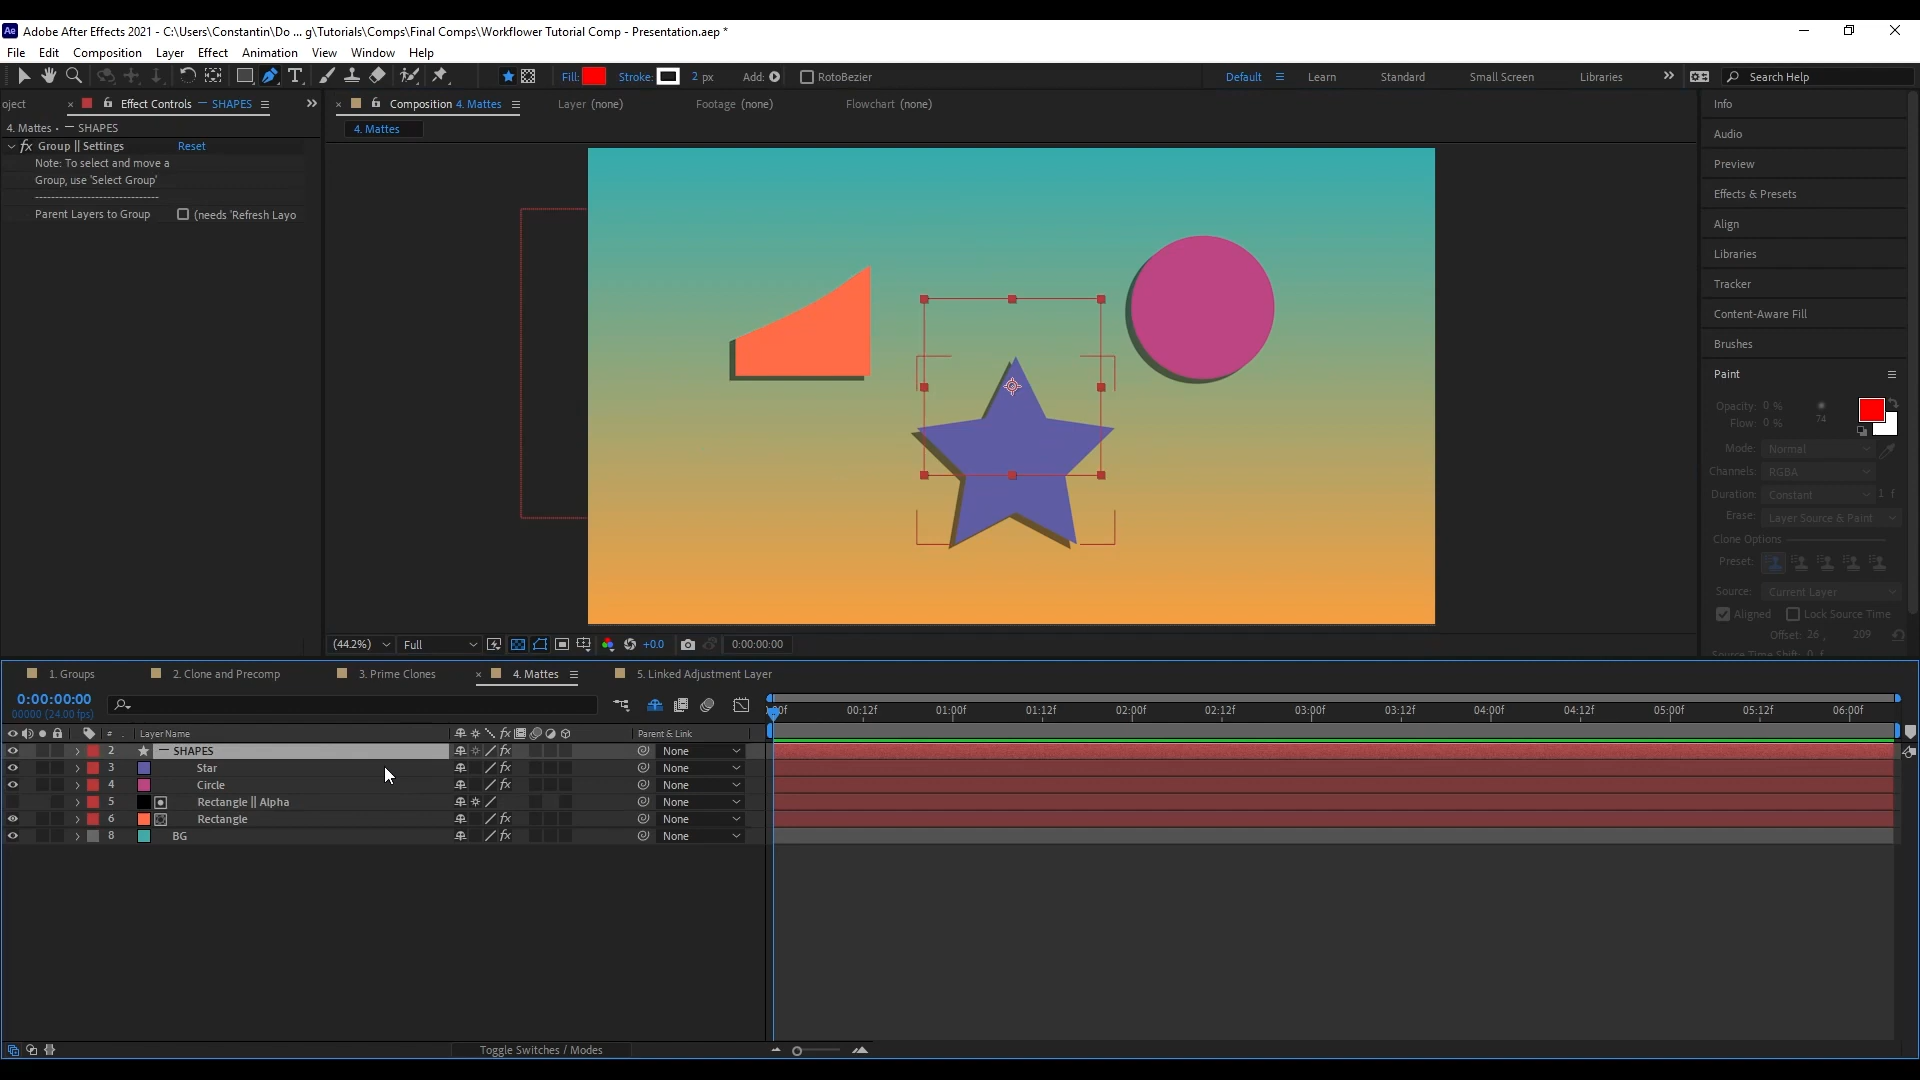 Ae Adobe After Effects 2021 - C:\Users\Constantin\Do ... g\Tutorials\Comps\Final Comps\Workflower Tutorial Comp - Presentation.aep *
File Edit Composition Layer Effect Animation View Window Help
T Fill: Stroke: 2 px Add: RotoBezier Default Learn Standard Small Screen Libraries Search Help
oject Effect Controls — SHAPES Composition 4. Mattes Layer (none) Footage (none) Flowchart (none) Info
4. Mattes • — SHAPES 4. Mattes
Audio
fx Group || Settings Reset
Note: To select and move a
Preview
Group, use 'Select Group'
-------------------------------
Effects & Presets
Parent Layers to Group (needs 'Refresh Layo
Align
Libraries
Tracker
Content-Aware Fill
Brushes
Paint
Opacity: 0 %
Flow: 0 % 74
Mode: Normal
Channels: RGBA
Duration: Constant 1 f
Erase: Layer Source & Paint
Clone Options
Preset:
Source: Current Layer
Aligned Lock Source Time
Offset: 26 , 209
Source Time Shift: 0 f
(44.2%) Full +0.0 0:00:00:00
1. Groups 2. Clone and Precomp 3. Prime Clones 4. Mattes 5. Linked Adjustment Layer
0:00:00:00
00000 (24.00 fps)
:00f 00:12f 01:00f 01:12f 02:00f 02:12f 03:00f 03:12f 04:00f 04:12f 05:00f 05:12f 06:00f
# . Layer Name fx Parent & Link
2 — SHAPES fx None
3 Star fx None
4 Circle fx None
5 Rectangle || Alpha None
6 Rectangle fx None
8 BG fx None
Toggle Switches / Modes